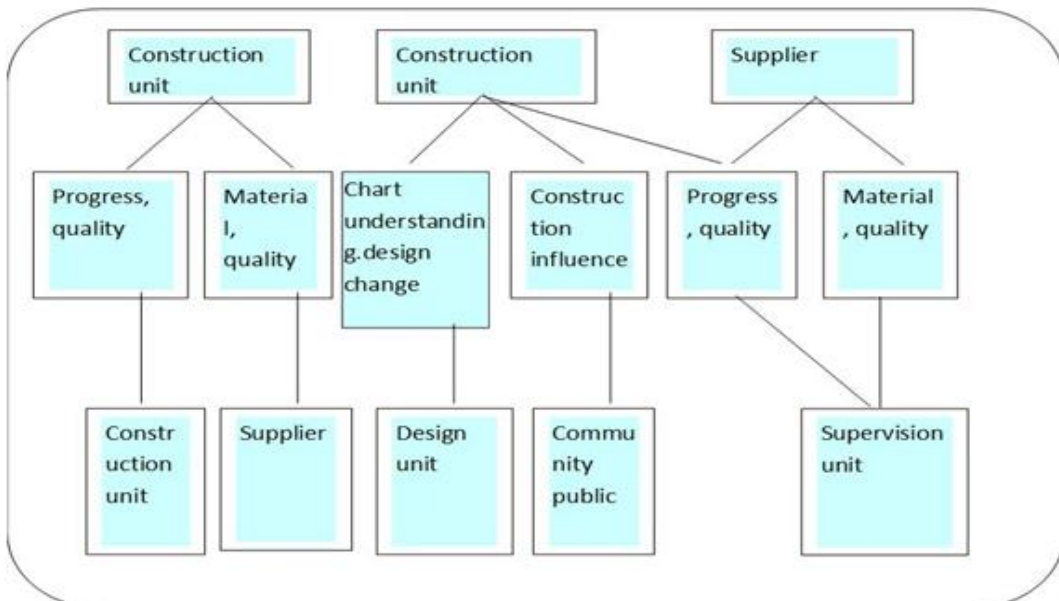 Construction
unit
Construction
unit
Supplier
Progress,
quality
Materia
l,
quality
Chart
understandin
g.design
change
Construc
tion
influence
Progress
, quality
Material
, quality
Constr
uction
unit
Supplier
Design
unit
Commu
nity
public
Supervision
unit